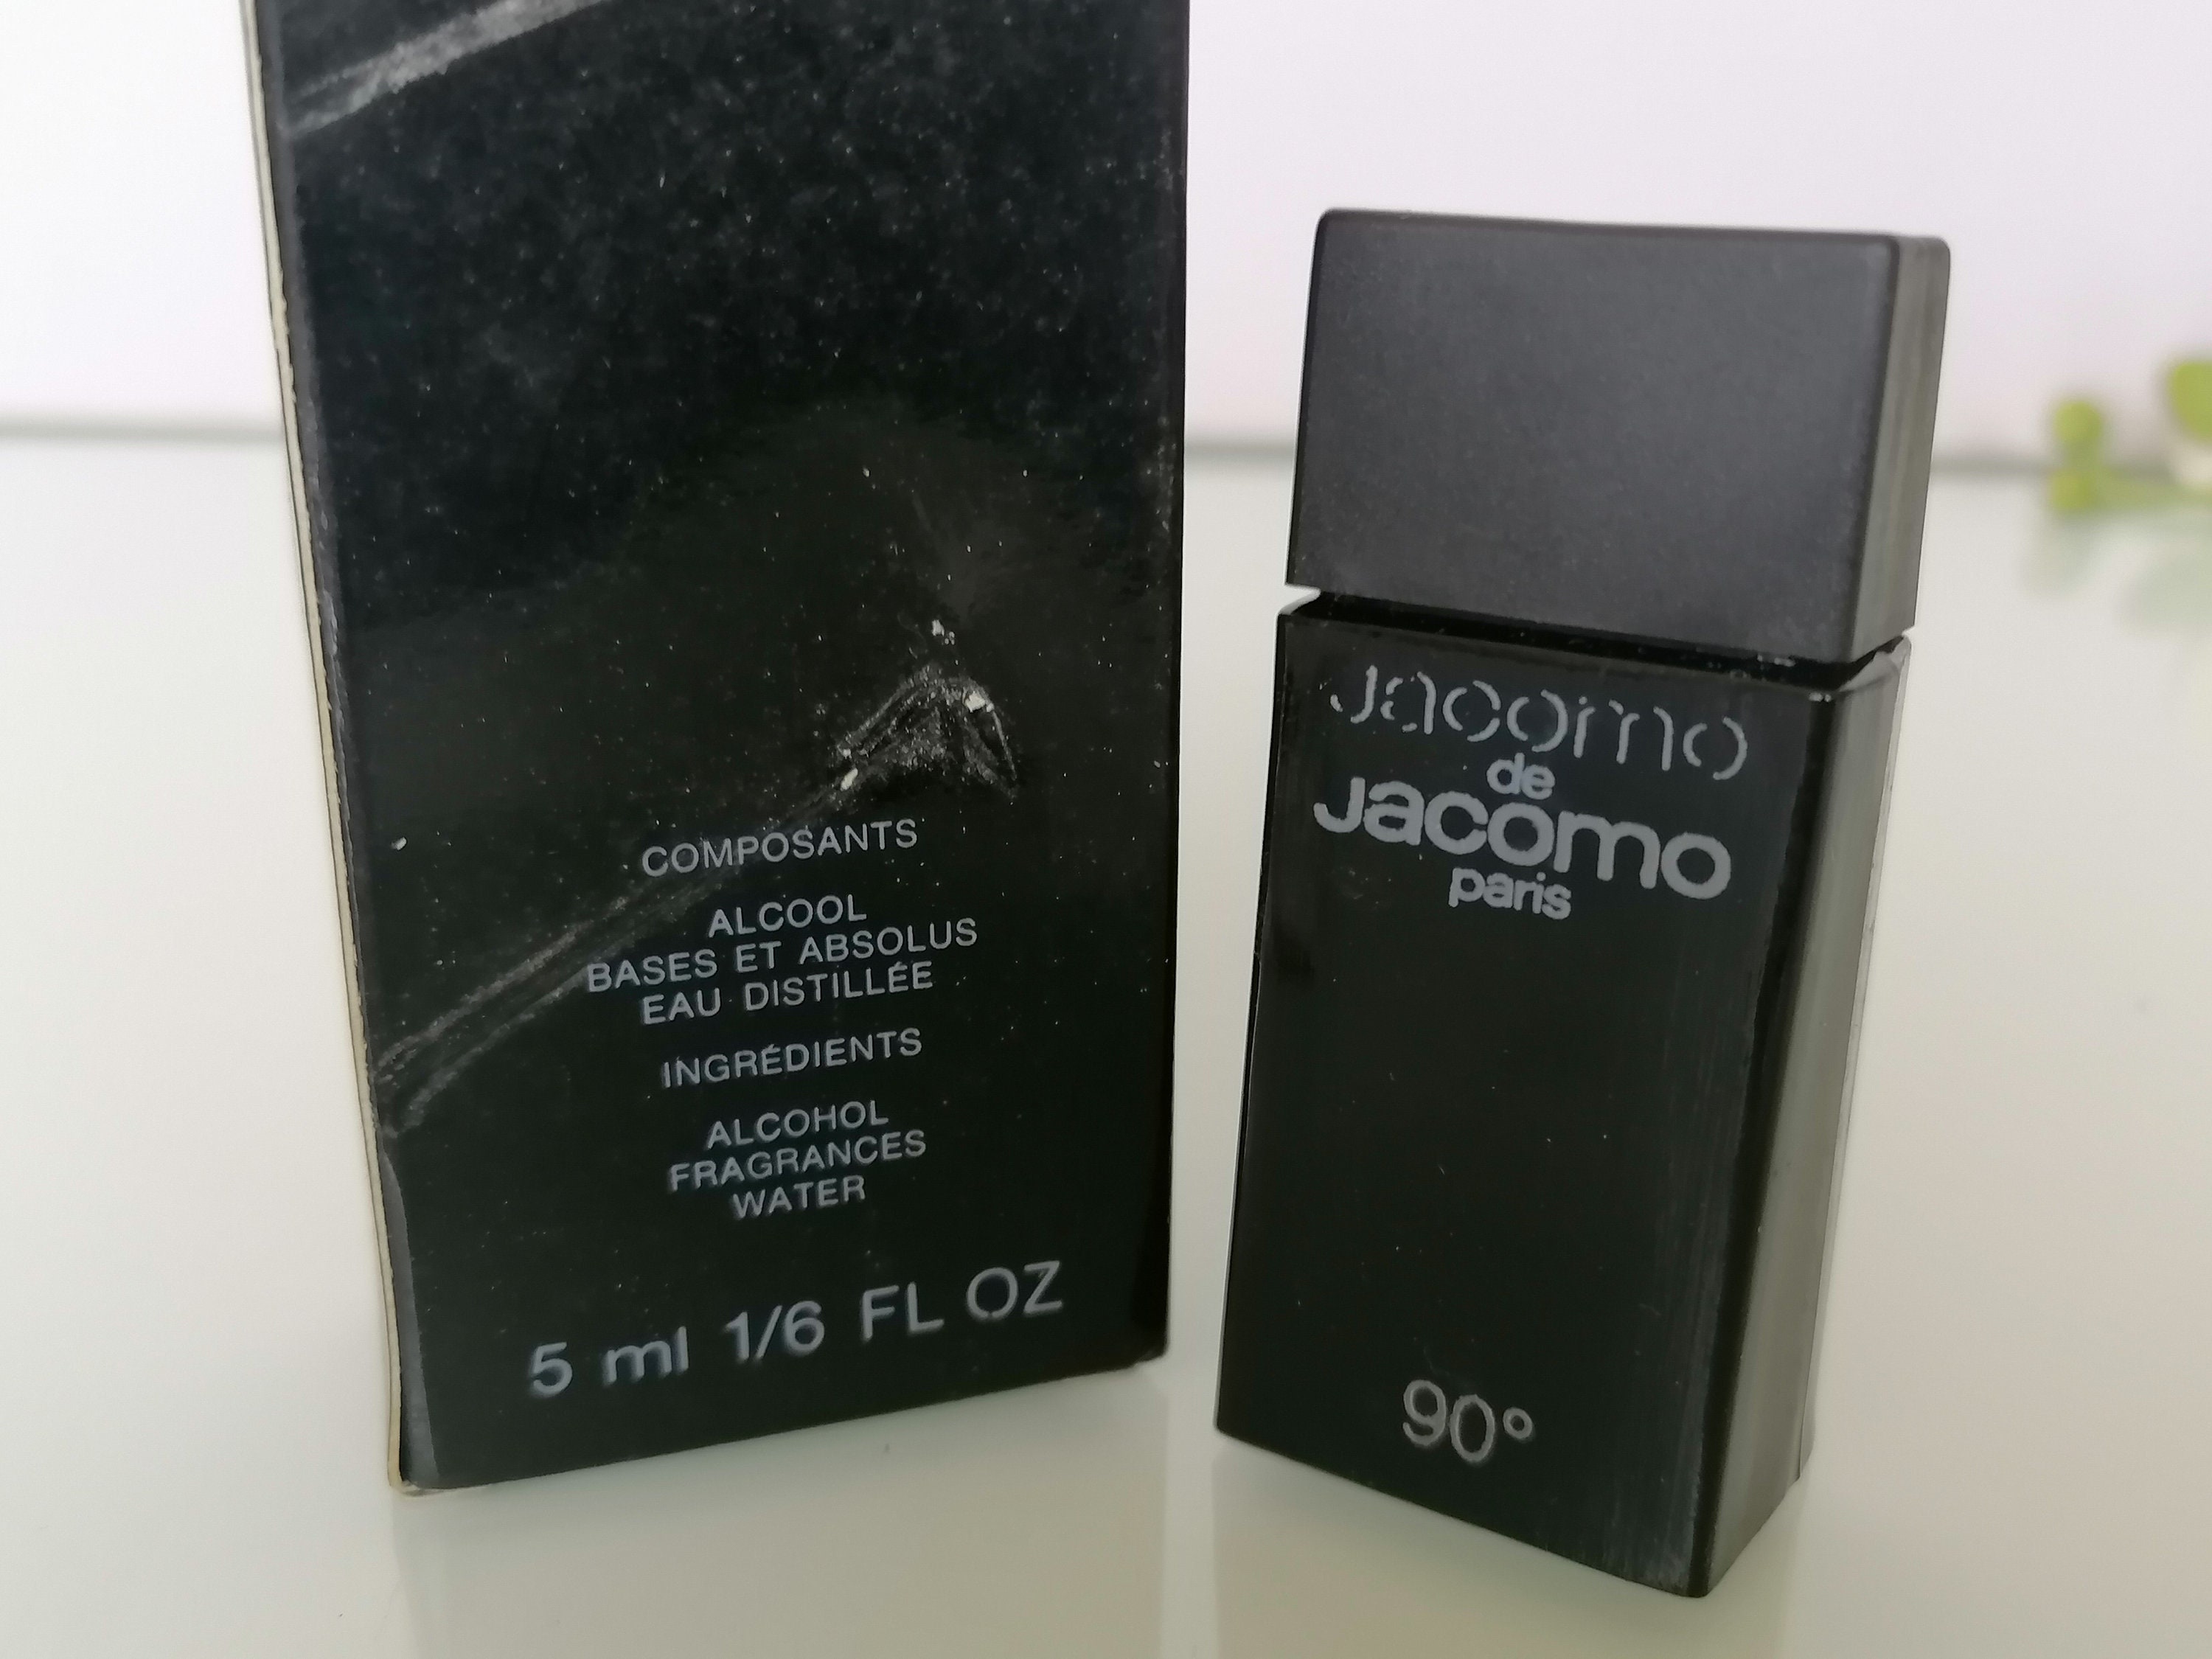 COMPOSANTS
ALCOOL
BASES ET ABSOLUS
EAU DISTILLÉE
INGRÉDIENTS
ALCOHOL
FRAGRANCES
WATER
5 ml 1/6 FL OZ
Jacomo
de
Jacomo
paris
90°